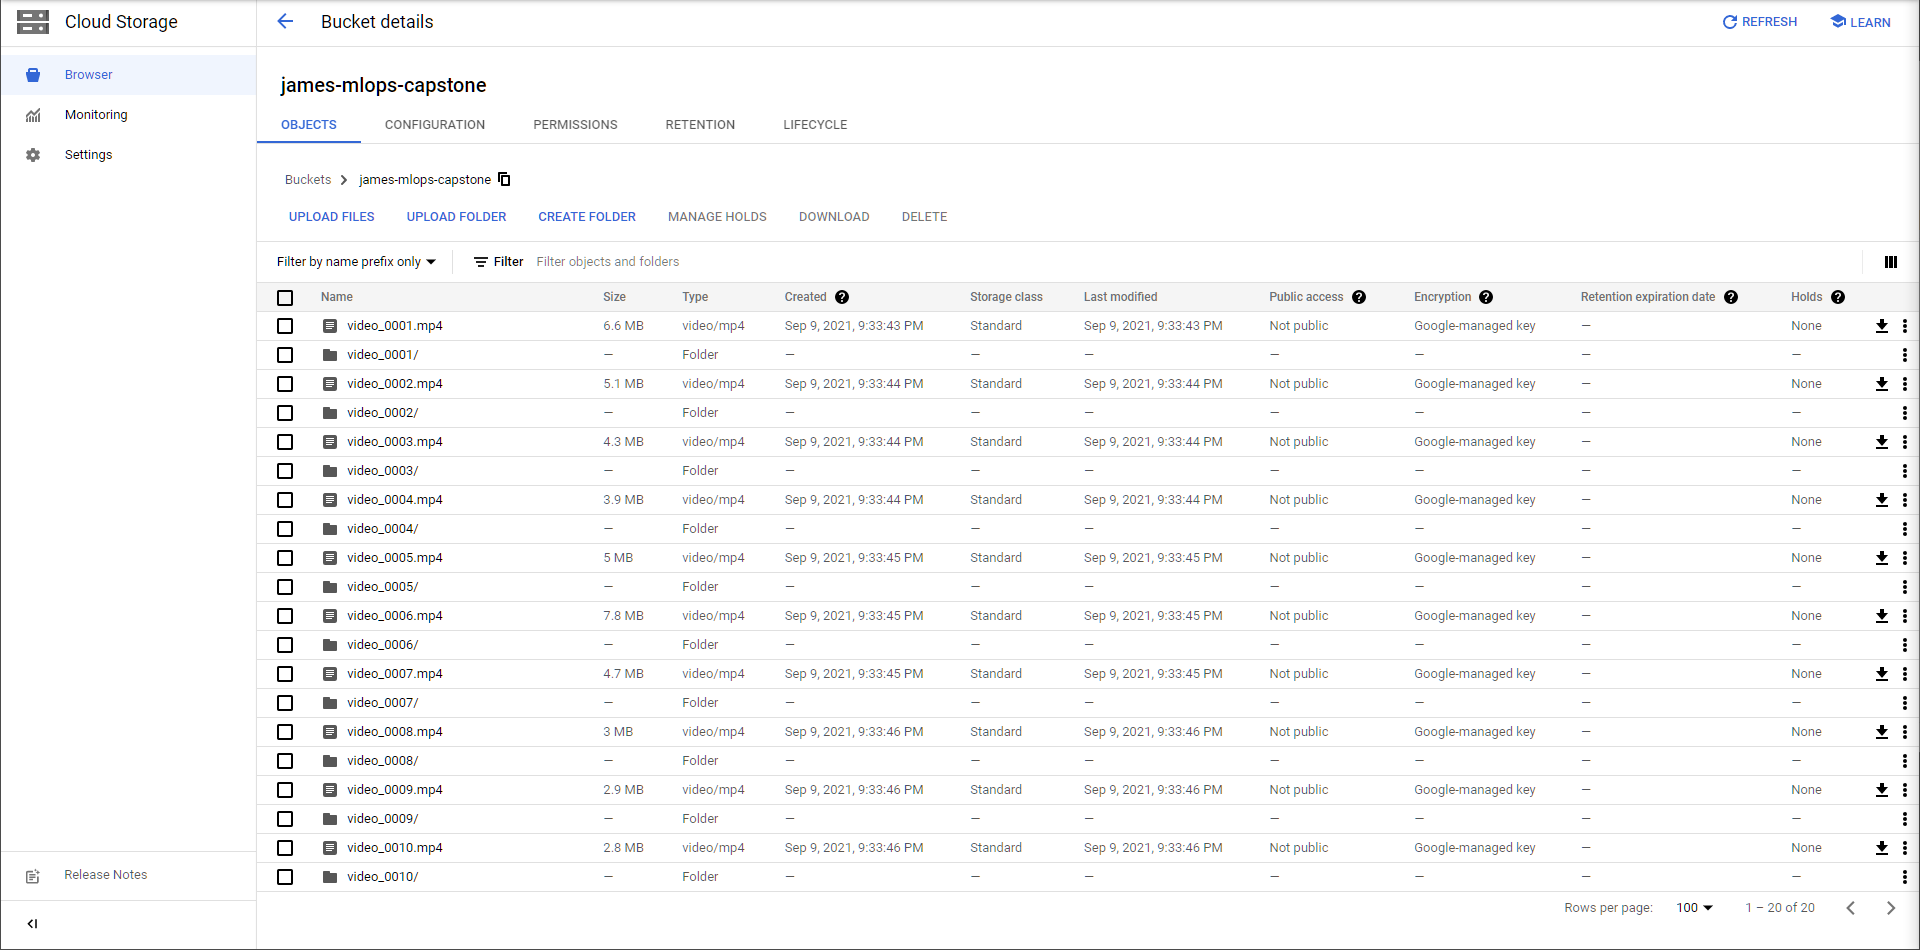 Cloud Storage
Bucket details
REFRESH
LEARN
Browser
Monitoring
Settings
james-mlops-capstone
OBJECTS CONFIGURATION PERMISSIONS RETENTION LIFECYCLE
Buckets > james-mlops-capstone
UPLOAD FILES UPLOAD FOLDER CREATE FOLDER MANAGE HOLDS DOWNLOAD DELETE
Filter by name prefix only Filter Filter objects and folders
Name Size Type Created ? Storage class Last modified Public access ? Encryption ? Retention expiration date ? Holds ?
video_0001.mp4 6.6 MB video/mp4 Sep 9, 2021, 9:33:43 PM Standard Sep 9, 2021, 9:33:43 PM Not public Google-managed key — None
video_0001/ — Folder — — — — — — —
video_0002.mp4 5.1 MB video/mp4 Sep 9, 2021, 9:33:44 PM Standard Sep 9, 2021, 9:33:44 PM Not public Google-managed key — None
video_0002/ — Folder — — — — — — —
video_0003.mp4 4.3 MB video/mp4 Sep 9, 2021, 9:33:44 PM Standard Sep 9, 2021, 9:33:44 PM Not public Google-managed key — None
video_0003/ — Folder — — — — — — —
video_0004.mp4 3.9 MB video/mp4 Sep 9, 2021, 9:33:44 PM Standard Sep 9, 2021, 9:33:44 PM Not public Google-managed key — None
video_0004/ — Folder — — — — — — —
video_0005.mp4 5 MB video/mp4 Sep 9, 2021, 9:33:45 PM Standard Sep 9, 2021, 9:33:45 PM Not public Google-managed key — None
video_0005/ — Folder — — — — — — —
video_0006.mp4 7.8 MB video/mp4 Sep 9, 2021, 9:33:45 PM Standard Sep 9, 2021, 9:33:45 PM Not public Google-managed key — None
video_0006/ — Folder — — — — — — —
video_0007.mp4 4.7 MB video/mp4 Sep 9, 2021, 9:33:45 PM Standard Sep 9, 2021, 9:33:45 PM Not public Google-managed key — None
video_0007/ — Folder — — — — — — —
video_0008.mp4 3 MB video/mp4 Sep 9, 2021, 9:33:46 PM Standard Sep 9, 2021, 9:33:46 PM Not public Google-managed key — None
video_0008/ — Folder — — — — — — —
video_0009.mp4 2.9 MB video/mp4 Sep 9, 2021, 9:33:46 PM Standard Sep 9, 2021, 9:33:46 PM Not public Google-managed key — None
video_0009/ — Folder — — — — — — —
video_0010.mp4 2.8 MB video/mp4 Sep 9, 2021, 9:33:46 PM Standard Sep 9, 2021, 9:33:46 PM Not public Google-managed key — None
video_0010/ — Folder — — — — — — —
Release Notes
Rows per page: 100 1 – 20 of 20